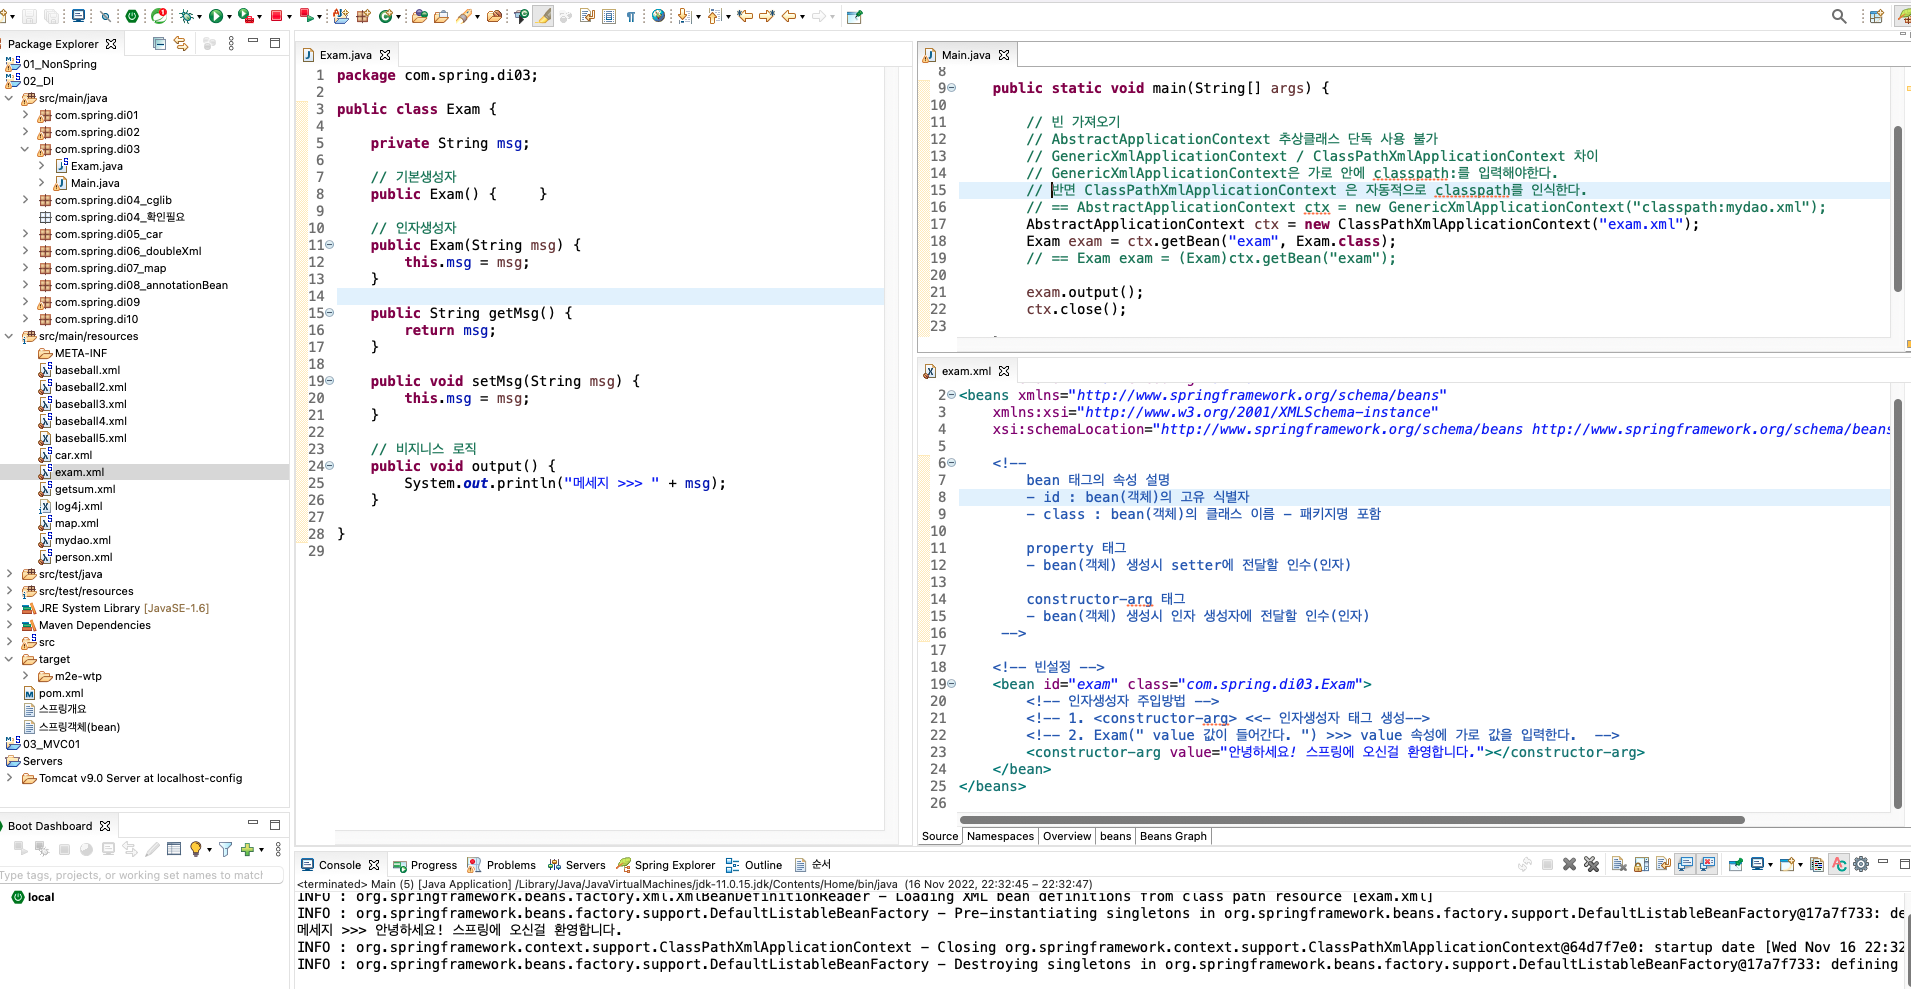 Package Explorer
01_NonSpring
02_DI
src/main/java
com.spring.di01
com.spring.di02
com.spring.di03
Exam.java
Main.java
com.spring.di04_cglib
com.spring.di04_확인필요
com.spring.di05_car
com.spring.di06_doubleXml
com.spring.di07_map
com.spring.di08_annotationBean
com.spring.di09
com.spring.di10
src/main/resources
META-INF
baseball.xml
baseball2.xml
baseball3.xml
baseball4.xml
baseball5.xml
car.xml
exam.xml
getsum.xml
log4j.xml
map.xml
mydao.xml
person.xml
src/test/java
src/test/resources
JRE System Library [JavaSE-1.6]
Maven Dependencies
src
target
m2e-wtp
pom.xml
스프링개요
스프링객체(bean)
03_MVC01
Servers
Tomcat v9.0 Server at localhost-config
Boot Dashboard
Type tags, projects, or working set names to match
local
Exam.java
1 package com.spring.di03;
2
3 public class Exam {
4
5 private String msg;
6
7 // 기본생성자
8 public Exam() { }
9
10 // 인자생성자
11 public Exam(String msg) {
12 this.msg = msg;
13 }
14
15 public String getMsg() {
16 return msg;
17 }
18
19 public void setMsg(String msg) {
20 this.msg = msg;
21 }
22
23 // 비지니스 로직
24 public void output() {
25 System.out.println("메세지 >>> " + msg);
26 }
27
28 }
29
Main.java
8
9 public static void main(String[] args) {
10
11 // 빈 가져오기
12 // AbstractApplicationContext 추상클래스 단독 사용 불가
13 // GenericXmlApplicationContext / ClassPathXmlApplicationContext 차이
14 // GenericXmlApplicationContext은 가로 안에 classpath:를 입력해야한다.
15 // 반면 ClassPathXmlApplicationContext 은 자동적으로 classpath를 인식한다.
16 // == AbstractApplicationContext ctx = new GenericXmlApplicationContext("classpath:mydao.xml");
17 AbstractApplicationContext ctx = new ClassPathXmlApplicationContext("exam.xml");
18 Exam exam = ctx.getBean("exam", Exam.class);
19 // == Exam exam = (Exam)ctx.getBean("exam");
20
21 exam.output();
22 ctx.close();
23
exam.xml
2 <beans xmlns="http://www.springframework.org/schema/beans"
3 xmlns:xsi="http://www.w3.org/2001/XMLSchema-instance"
4 xsi:schemaLocation="http://www.springframework.org/schema/beans http://www.springframework.org/schema/beans
5
6 <!--
7 bean 태그의 속성 설명
8 - id : bean(객체)의 고유 식별자
9 - class : bean(객체)의 클래스 이름 - 패키지명 포함
10
11 property 태그
12 - bean(객체) 생성시 setter에 전달할 인수(인자)
13
14 constructor-arg 태그
15 - bean(객체) 생성시 인자 생성자에 전달할 인수(인자)
16 -->
17
18 <!-- 빈설정 -->
19 <bean id="exam" class="com.spring.di03.Exam">
20 <!-- 인자생성자 주입방법 -->
21 <!-- 1. <constructor-arg> <<- 인자생성자 태그 생성-->
22 <!-- 2. Exam(" value 값이 들어간다. ") >>> value 속성에 가로 값을 입력한다. -->
23 <constructor-arg value="안녕하세요! 스프링에 오신걸 환영합니다."></constructor-arg>
24 </bean>
25 </beans>
26
Source Namespaces Overview beans Beans Graph
Console Progress Problems Servers Spring Explorer Outline 순서
<terminated> Main (5) [Java Application] /Library/Java/JavaVirtualMachines/jdk-11.0.15.jdk/Contents/Home/bin/java (16 Nov 2022, 22:32:45 – 22:32:47)
INFO : org.springframework.beans.factory.xml.XmlBeanDefinitionReader - Loading XML bean definitions from class path resource [exam.xml]
INFO : org.springframework.beans.factory.support.DefaultListableBeanFactory - Pre-instantiating singletons in org.springframework.beans.factory.support.DefaultListableBeanFactory@17a7f733: de
메세지 >>> 안녕하세요! 스프링에 오신걸 환영합니다.
INFO : org.springframework.context.support.ClassPathXmlApplicationContext - Closing org.springframework.context.support.ClassPathXmlApplicationContext@64d7f7e0: startup date [Wed Nov 16 22:32
INFO : org.springframework.beans.factory.support.DefaultListableBeanFactory - Destroying singletons in org.springframework.beans.factory.support.DefaultListableBeanFactory@17a7f733: defining